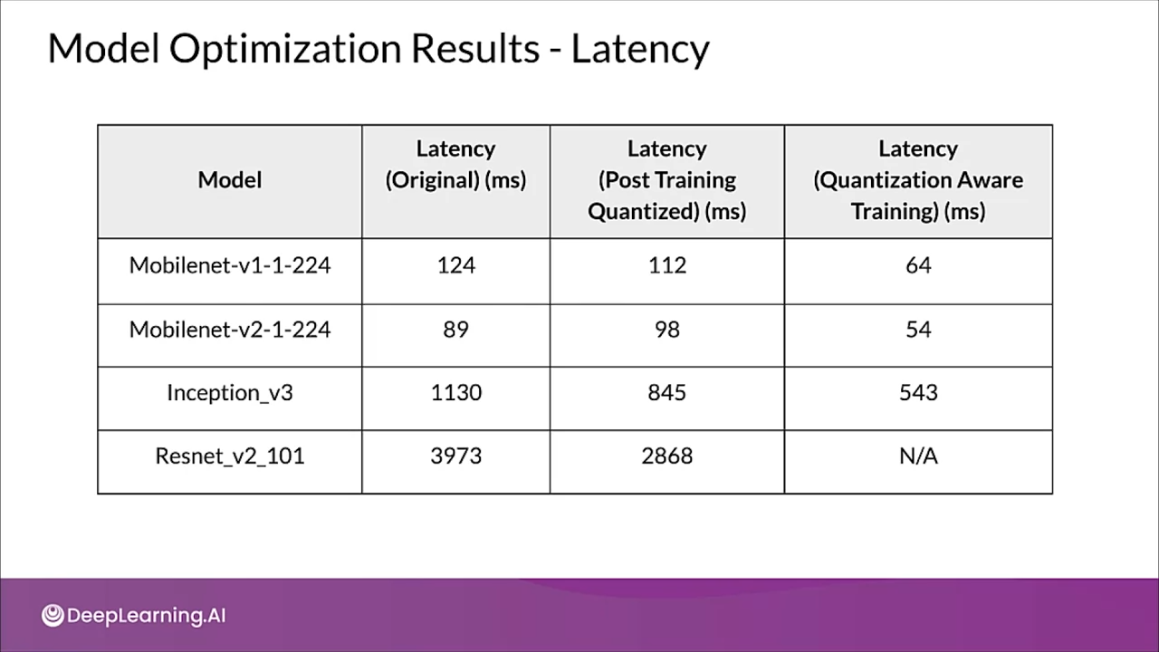 Model Optimization Results - Latency
Model
Latency
(Original) (ms)
Latency
(Post Training
Quantized) (ms)
Latency
(Quantization Aware
Training) (ms)
Mobilenet-v1-1-224 124 112 64
Mobilenet-v2-1-224 89 98 54
Inception_v3 1130 845 543
Resnet_v2_101 3973 2868 N/A
DeepLearning.AI